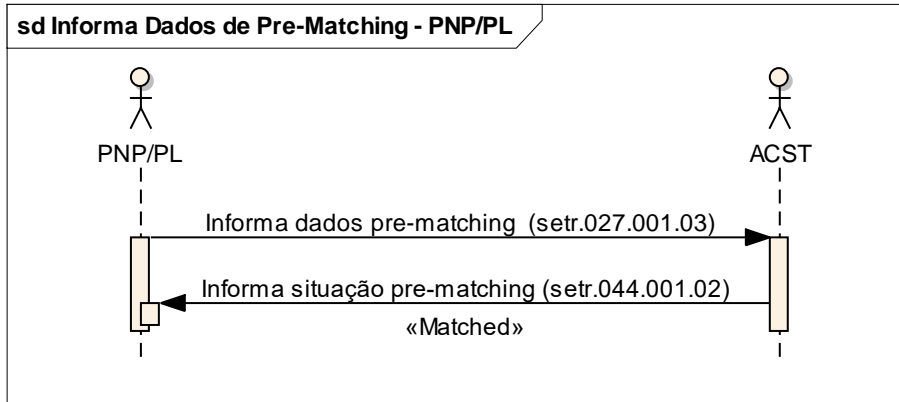 sd Informa Dados de Pre-Matching - PNP/PL
PNP/PL
ACST
Informa dados pre-matching (setr.027.001.03)
Informa situação pre-matching (setr.044.001.02)
«Matched»